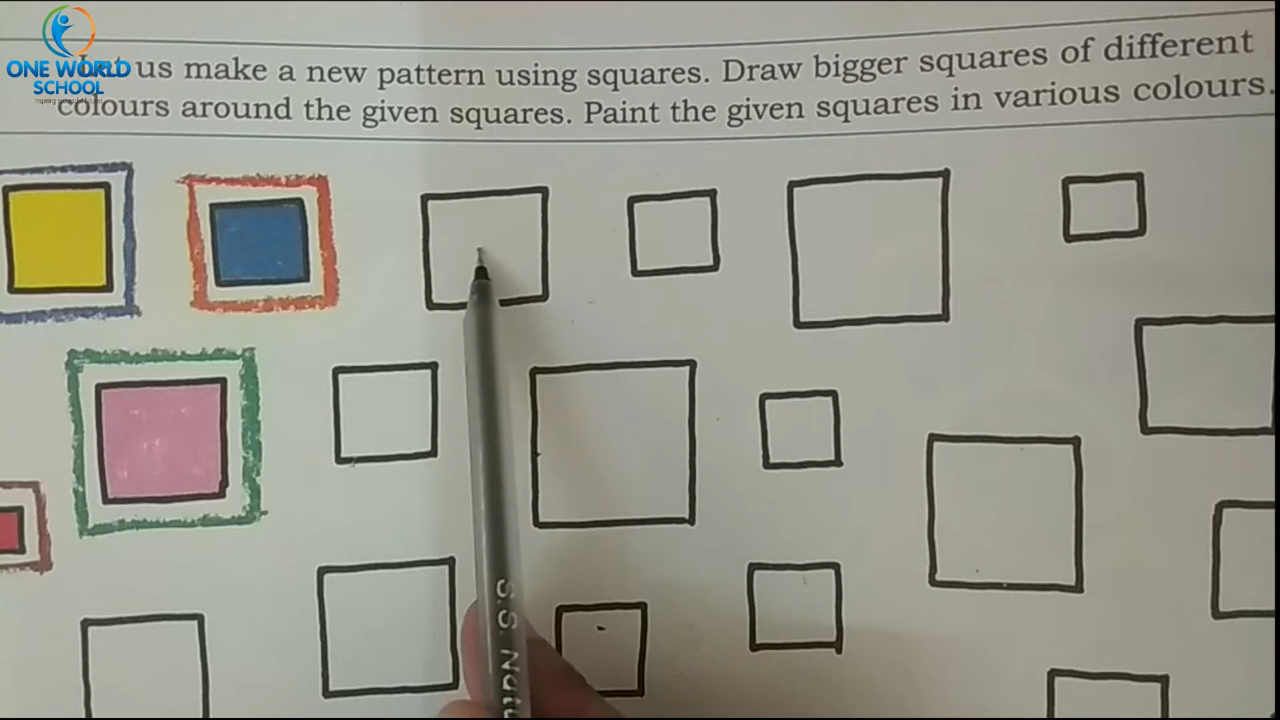 ONE WORLD
SCHOOL
us make a new pattern using squares. Draw bigger squares of different
colours around the given squares. Paint the given squares in various colours.
S.S.